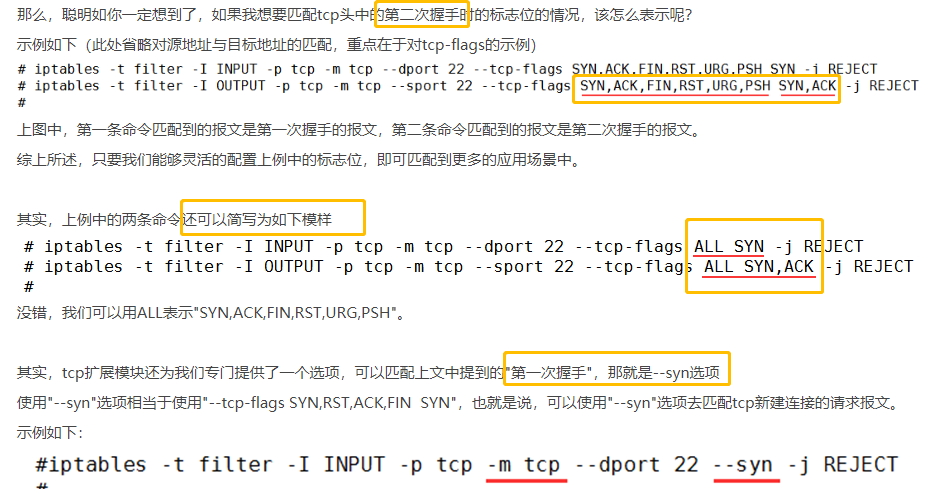 那么，聪明如你一定想到了，如果我想要匹配tcp头中的第二次握手时的标志位的情况，该怎么表示呢?
示例如下（此处省略对源地址与目标地址的匹配，重点在于对tcp-flags的示例）
# iptables -t filter -I INPUT -p tcp -m tcp --dport 22 --tcp-flags SYN,ACK,FIN,RST,URG,PSH SYN -j REJECT
# iptables -t filter -I OUTPUT -p tcp -m tcp --sport 22 --tcp-flags SYN,ACK,FIN,RST,URG,PSH SYN,ACK -j REJECT
#
上图中，第一条命令匹配到的报文是第一次握手的报文，第二条命令匹配到的报文是第二次握手的报文。
综上所述，只要我们能够灵活的配置上例中的标志位，即可匹配到更多的应用场景中。
其实，上例中的两条命令还可以简写为如下模样
# iptables -t filter -I INPUT -p tcp -m tcp --dport 22 --tcp-flags ALL SYN -j REJECT
# iptables -t filter -I OUTPUT -p tcp -m tcp --sport 22 --tcp-flags ALL SYN,ACK -j REJECT
#
没错，我们可以用ALL表示"SYN,ACK,FIN,RST,URG,PSH"。
其实，tcp扩展模块还为我们专门提供了一个选项，可以匹配上文中提到的"第一次握手"，那就是--syn选项
使用"--syn"选项相当于使用"--tcp-flags SYN,RST,ACK,FIN  SYN"，也就是说，可以使用"--syn"选项去匹配tcp新建连接的请求报文。
示例如下：
#iptables -t filter -I INPUT -p tcp -m tcp --dport 22 --syn -j REJECT
#